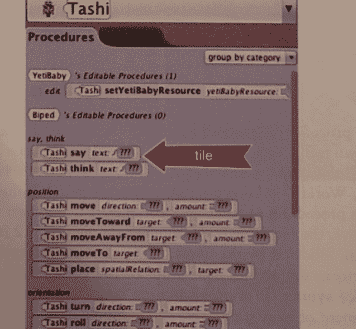 Tashi
Procedures
group by category
YetiBaby 's Editable Procedures (1)
edit Tashi setYetiBabyResource yetiBabyResource:
Biped 's Editable Procedures (0)
say, think
Tashi say text: ???
tile
Tashi think text: ???
position
Tashi move direction: ??? , amount: ???
Tashi moveToward target: ??? , amount: ???
Tashi moveAwayFrom target: ??? , amount: ???
Tashi moveTo target: ???
Tashi place spatialRelation: ??? , target: ???
orientation
Tashi turn direction: ??? , amount: ???
Tashi roll direction: ??? , amount: ???